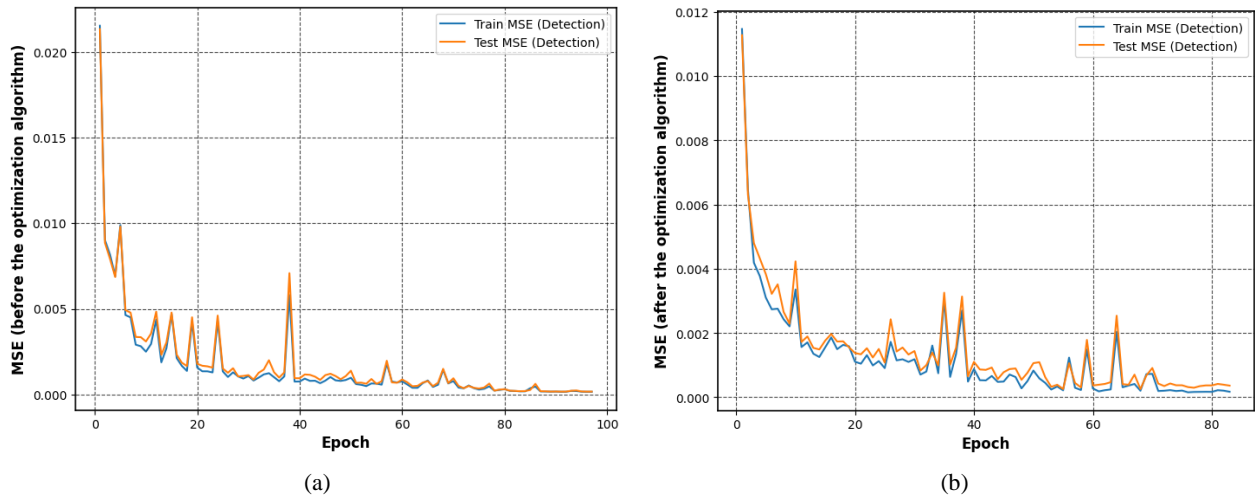 MSE (before the optimization algorithm)
0.020
0.015
0.010
0.005
0.000
Train MSE (Detection)
Test MSE (Detection)
0
20
40
60
80
100
Epoch
(a)
MSE (after the optimization algorithm)
0.012
0.010
0.008
0.006
0.004
0.002
0.000
Train MSE (Detection)
Test MSE (Detection)
0
20
40
60
80
Epoch
(b)